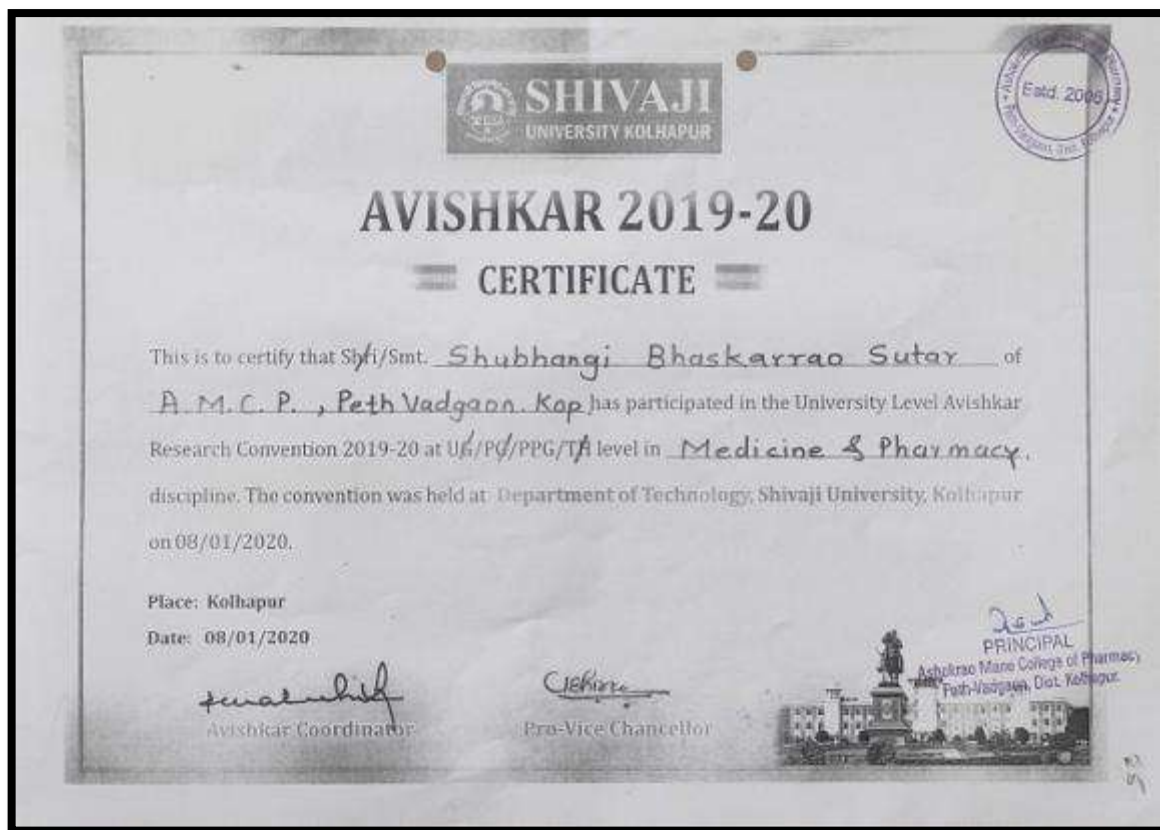 SHIVAJI
UNIVERSITY KOLHAPUR
Estd. 2006
AVISHKAR 2019-20
CERTIFICATE
This is to certify that Shri/Smt. Shubhangi Bhaskarrao Sutar of
A.M.C.P., Peth Vadgaon. Kop has participated in the University Level Avishkar
Research Convention 2019-20 at UG/PG/PPG/TH level in Medicine & Pharmacy.
discipline. The convention was held at Department of Technology, Shivaji University, Kolhapur
on 08/01/2020.
Place: Kolhapur
Date: 08/01/2020
PRINCIPAL
Ashokrao Mane College of Pharmacy
Peth-Vadgaon, Dist. Kolhapur.
Avishkar Coordinator
Pro-Vice Chancellor